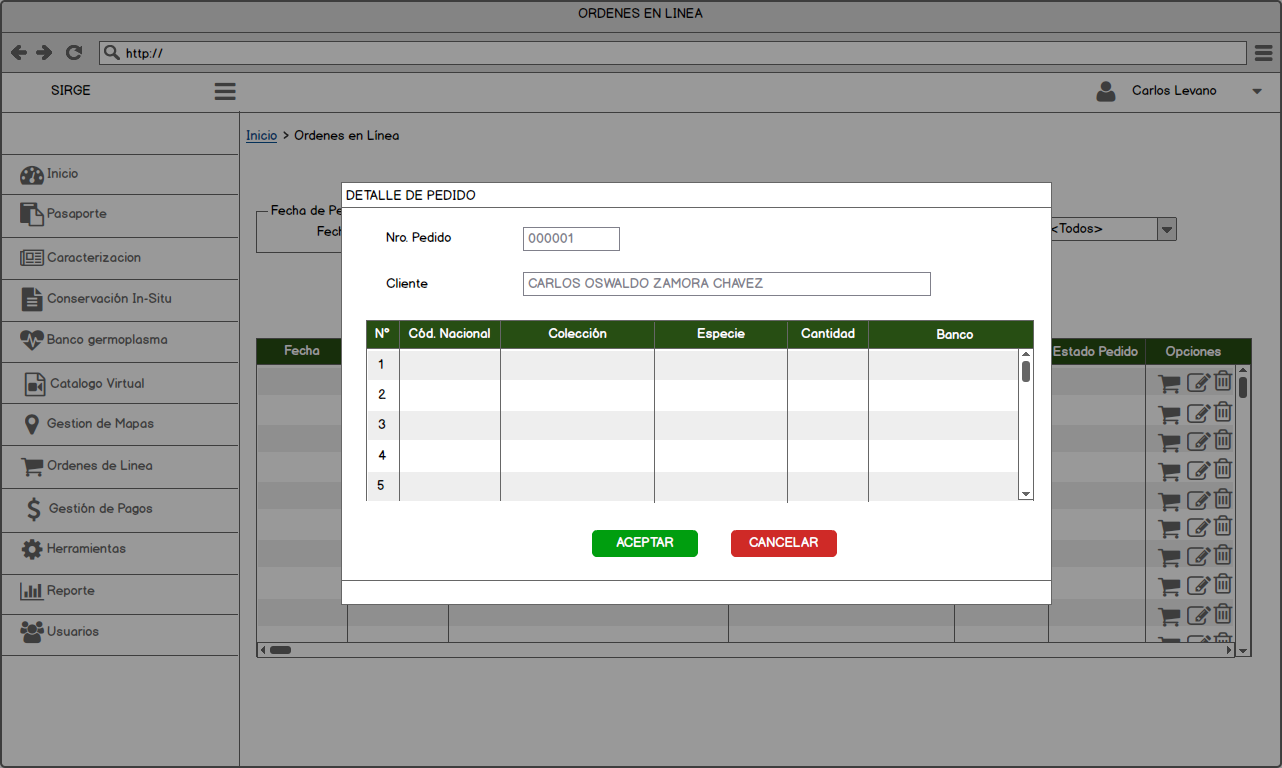 ORDENES EN LINEA
http://
SIRGE
Carlos Levano
Inicio > Ordenes en Línea
Inicio
Pasaporte
Caracterizacion
Conservación In-Situ
Banco germoplasma
Catalogo Virtual
Gestion de Mapas
Ordenes de Linea
Gestión de Pagos
Herramientas
Reporte
Usuarios
Fecha de Pe
Fech
<Todos>
Fecha
Estado Pedido Opciones
DETALLE DE PEDIDO
Nro. Pedido 000001
Cliente CARLOS OSWALDO ZAMORA CHAVEZ
N° Cód. Nacional Colección Especie Cantidad Banco
1
2
3
4
5
ACEPTAR CANCELAR